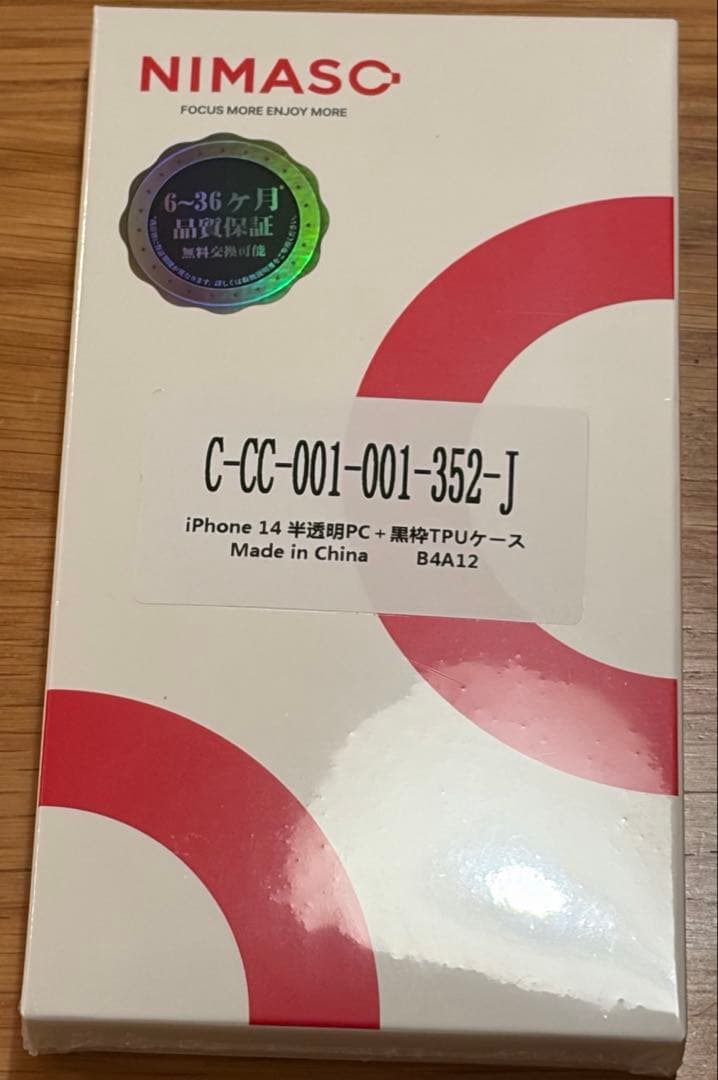 NIMASO
FOCUS MORE ENJOY MORE
6~36ヶ月*
品質保証
無料交換可能
C-CC-001-001-352-J
iPhone 14 半透明PC+黒枠TPUケース
Made in China B4A12